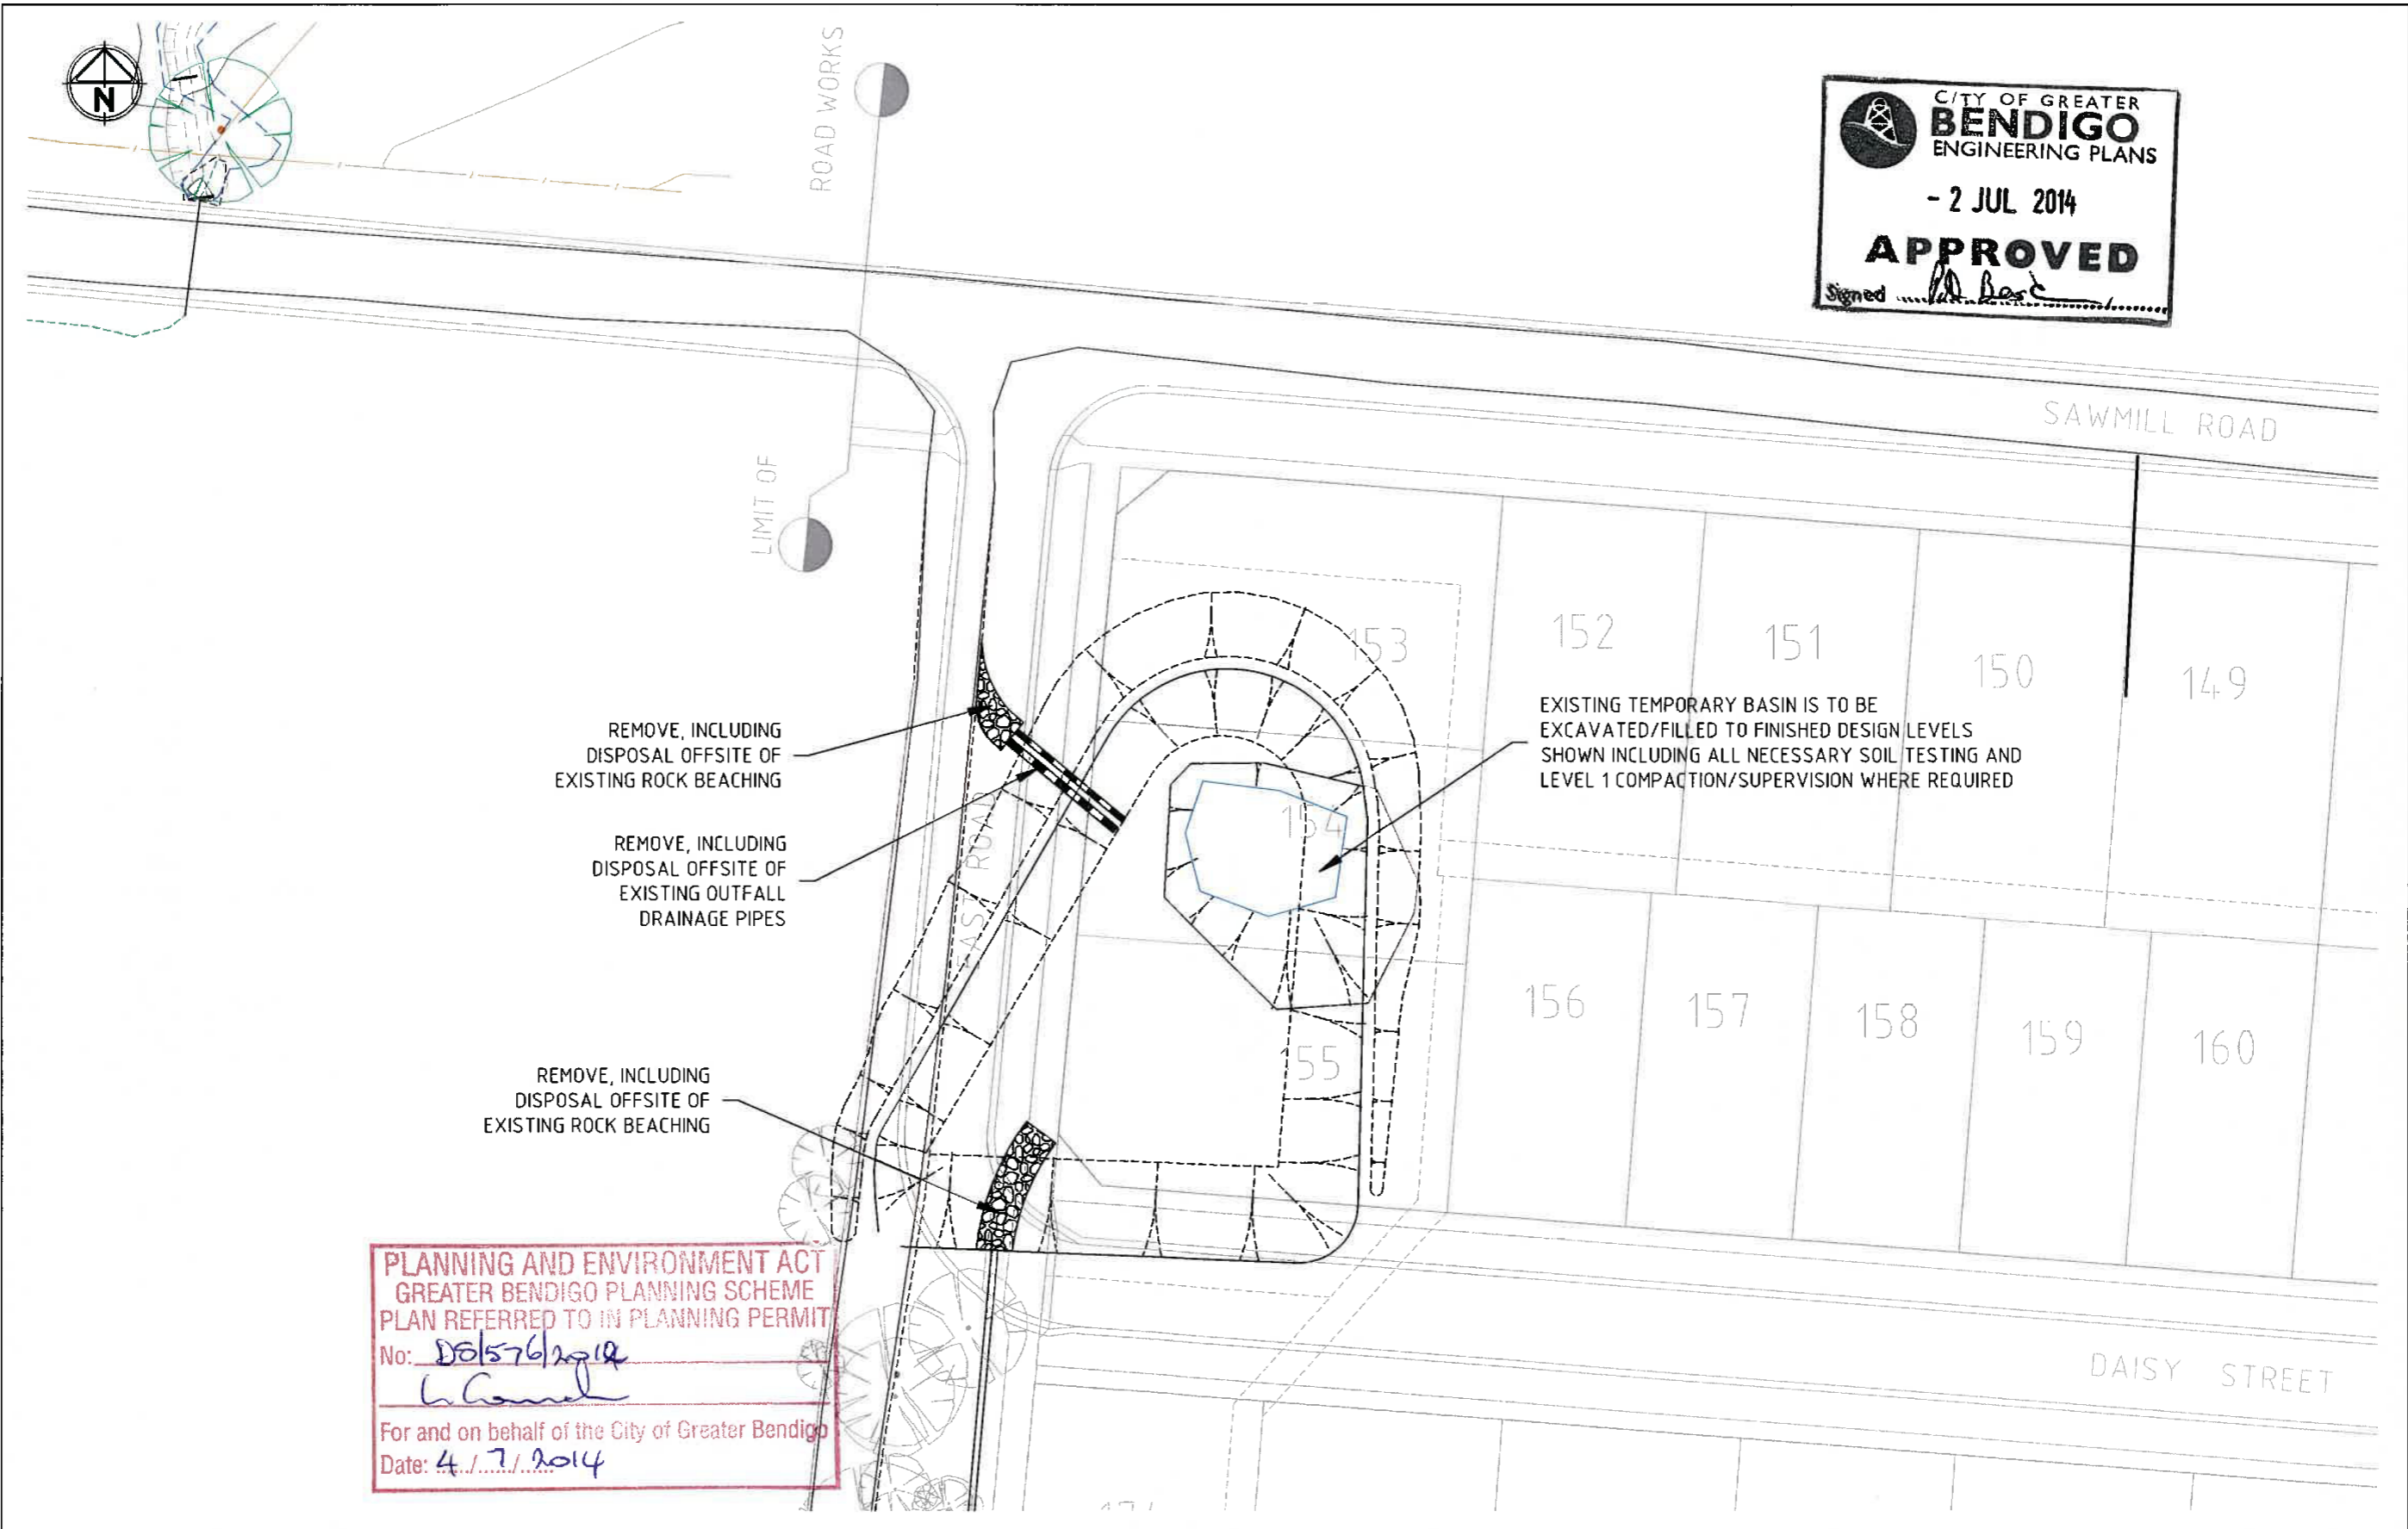 N
ROAD WORKS
LIMIT OF
CITY OF GREATER
BENDIGO
ENGINEERING PLANS
- 2 JUL 2014
APPROVED
Signed
SAWMILL ROAD
153
152
151
150
149
REMOVE, INCLUDING
DISPOSAL OFFSITE OF
EXISTING ROCK BEACHING
EXISTING TEMPORARY BASIN IS TO BE
EXCAVATED/FILLED TO FINISHED DESIGN LEVELS
SHOWN INCLUDING ALL NECESSARY SOIL TESTING AND
LEVEL 1 COMPACTION/SUPERVISION WHERE REQUIRED
154
REMOVE, INCLUDING
DISPOSAL OFFSITE OF
EXISTING OUTFALL
DRAINAGE PIPES
EAST ROAD
156
157
158
159
160
155
REMOVE, INCLUDING
DISPOSAL OFFSITE OF
EXISTING ROCK BEACHING
PLANNING AND ENVIRONMENT ACT
GREATER BENDIGO PLANNING SCHEME
PLAN REFERRED TO IN PLANNING PERMIT
No: DS/576/2012
For and on behalf of the City of Greater Bendigo
Date: 4/7/2014
DAISY STREET